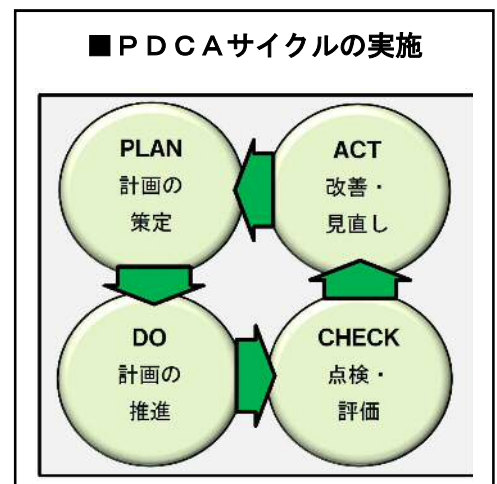 ■ＰＤＣＡサイクルの実施
PLAN
計画の
策定
ACT
改善・
見直し
DO
計画の
推進
CHECK
点検・
評価